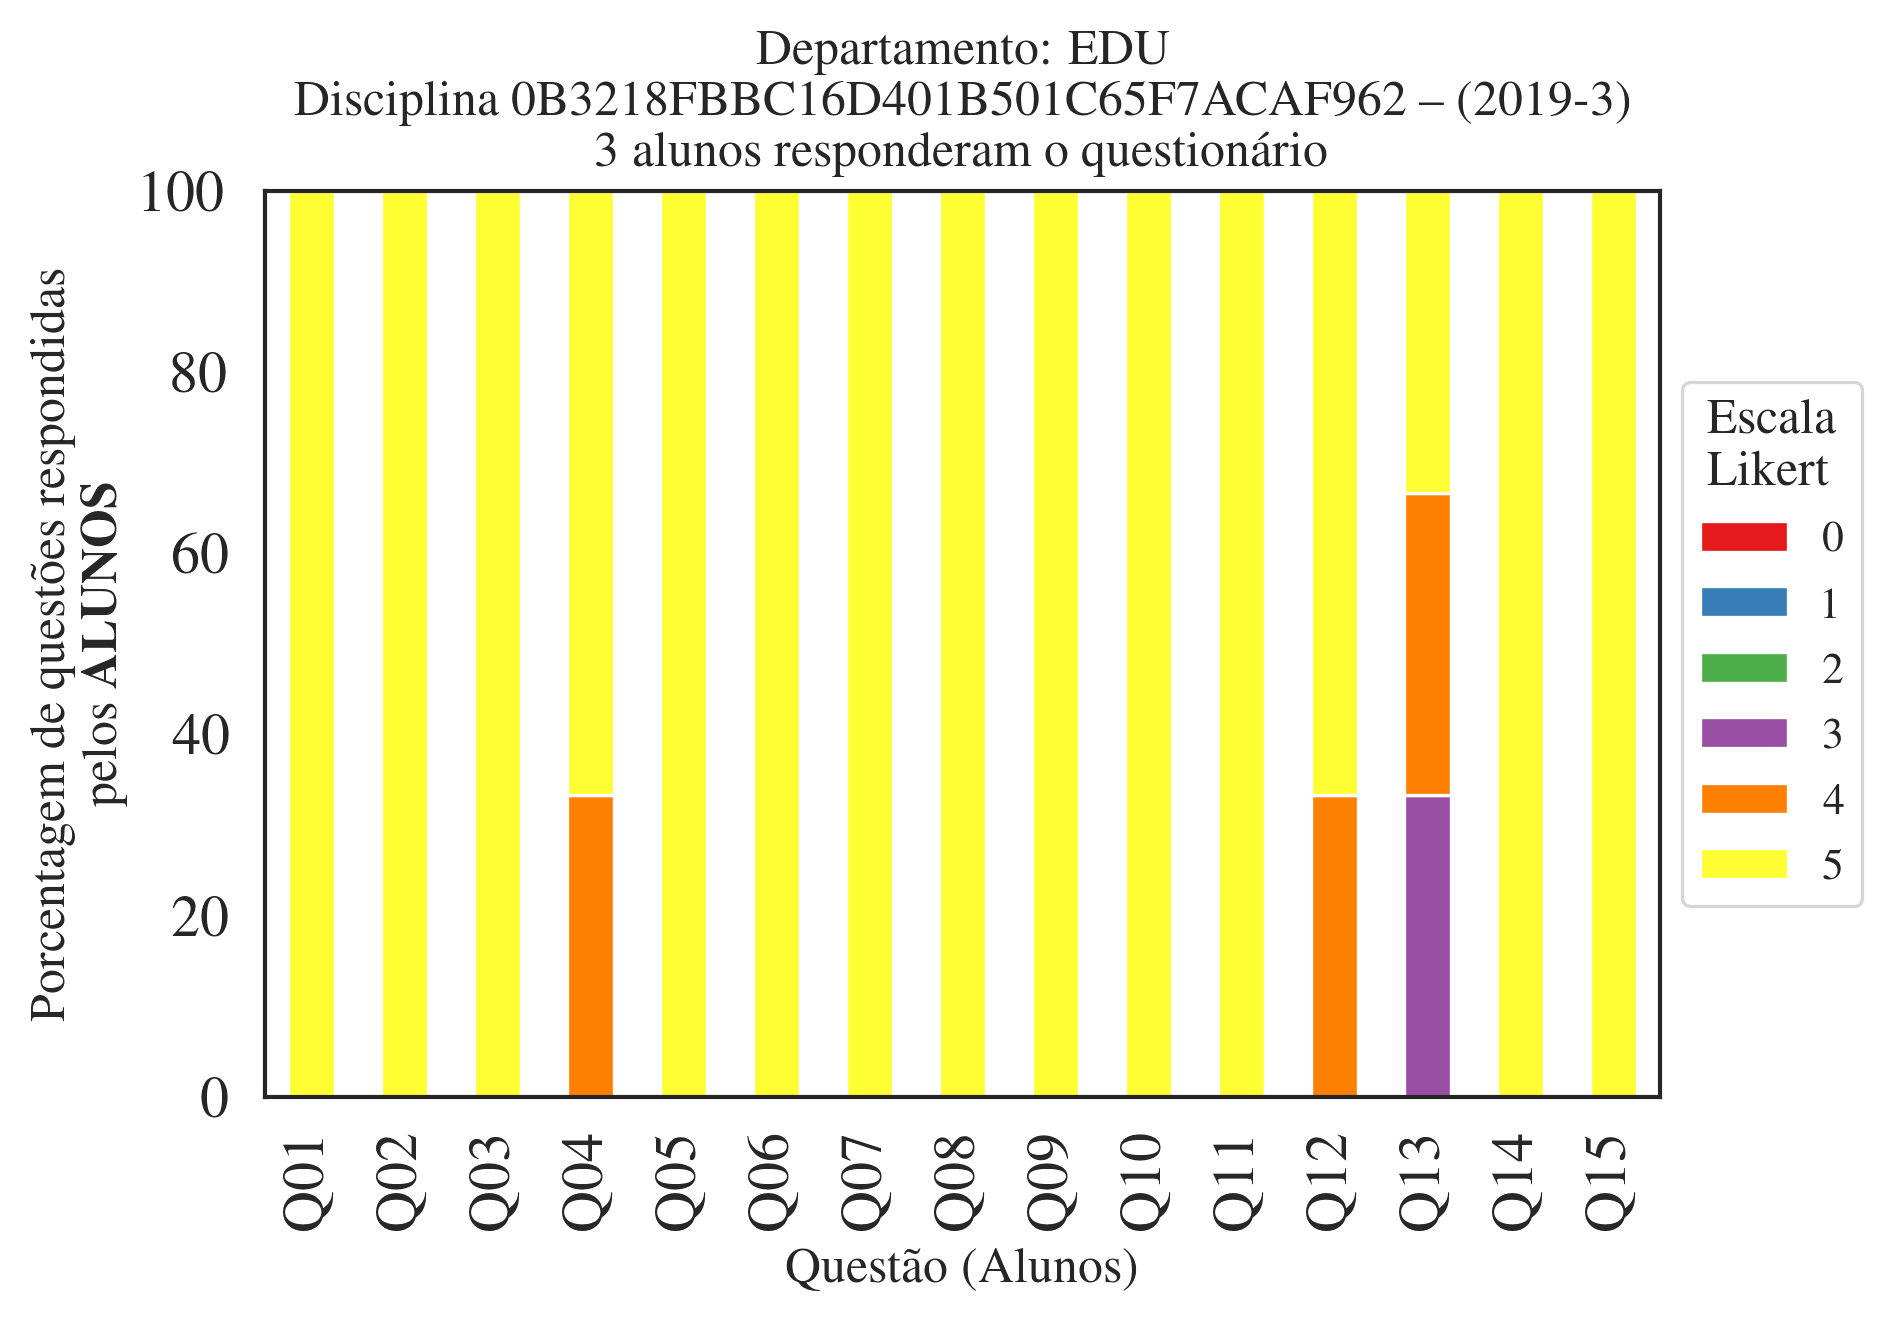 Departamento: EDU
Disciplina 0B3218FBBC16D401B501C65F7ACAF962 – (2019-3)
3 alunos responderam o questionário
Porcentagem de questões respondidas
pelos ALUNOS
100
80
60
40
20
0
Q01
Q02
Q03
Q04
Q05
Q06
Q07
Q08
Q09
Q10
Q11
Q12
Q13
Q14
Q15
Questão (Alunos)
Escala
Likert
0
1
2
3
4
5